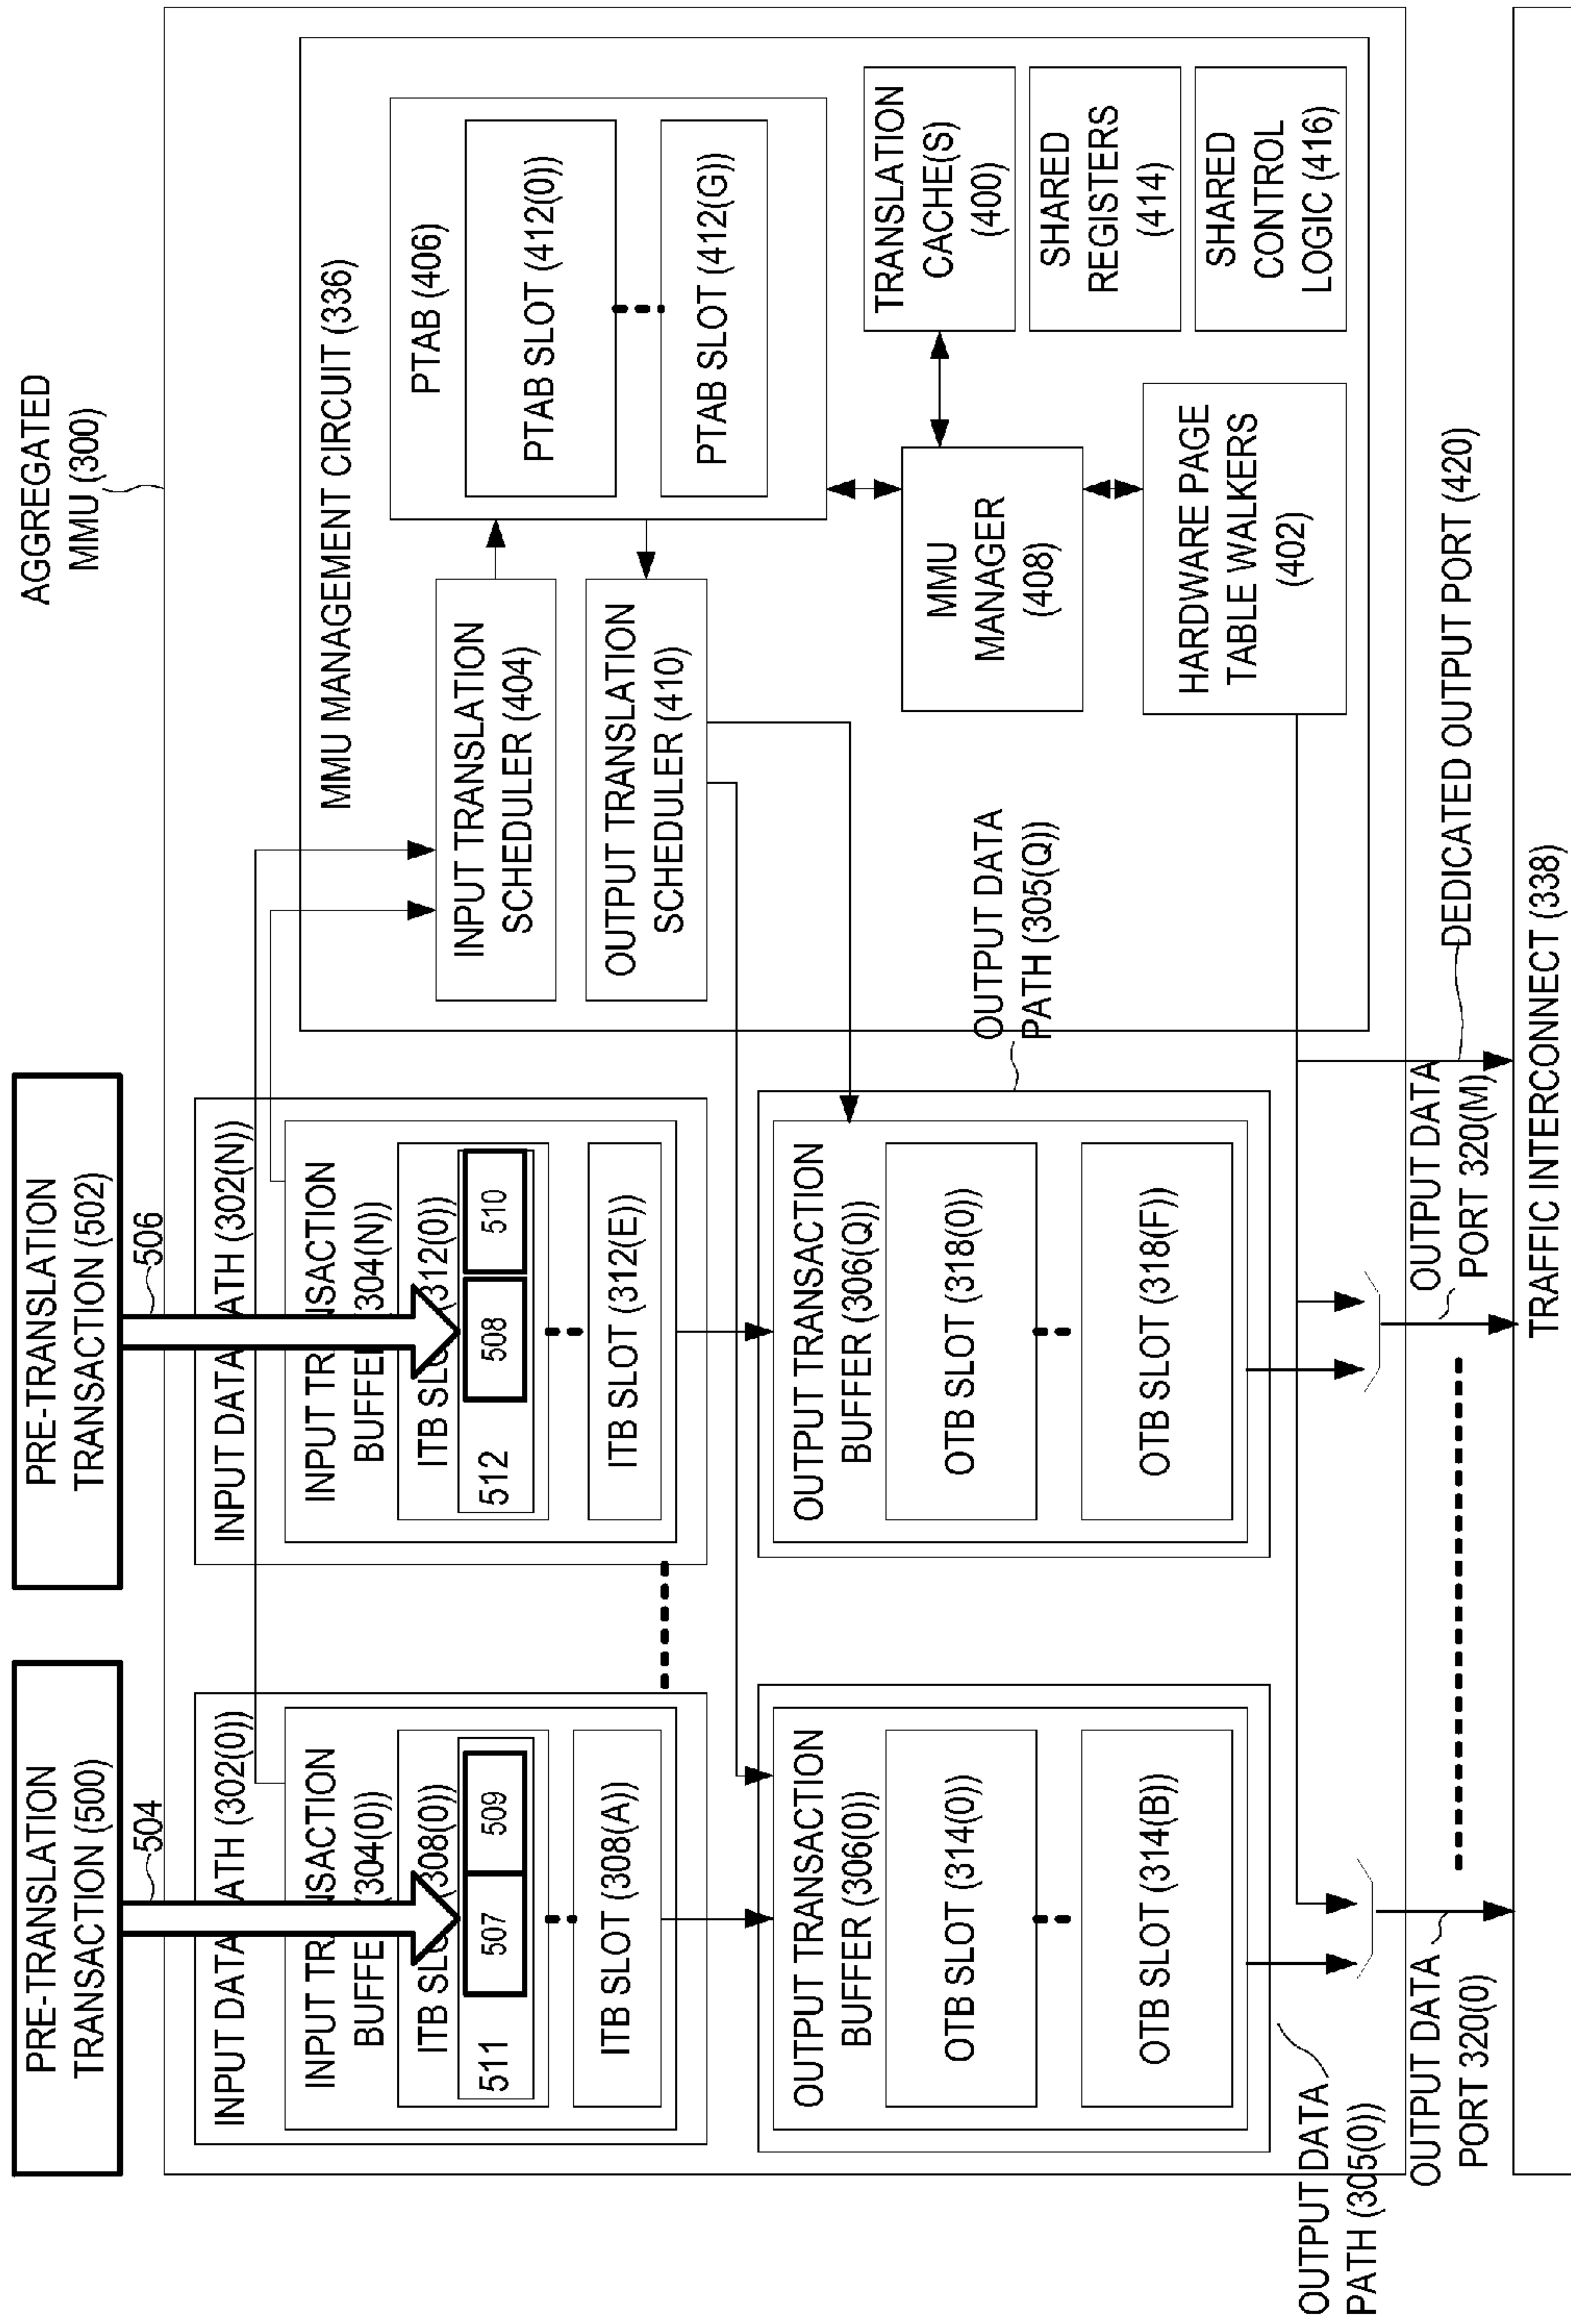 AGGREGATED
MMU (300)
PRE-TRANSLATION
TRANSACTION (500)
504
PRE-TRANSLATION
TRANSACTION (502)
506
INPUT DATA PATH (302(0))
INPUT TRANSACTION
BUFFER (304(0))
ITB SLOT (308(0))
511
507
509
ITB SLOT (308(A))
INPUT DATA PATH (302(N))
INPUT TRANSACTION
BUFFER (304(N))
ITB SLOT (312(0))
512
508
510
ITB SLOT (312(E))
MMU MANAGEMENT CIRCUIT (336)
INPUT TRANSLATION
SCHEDULER (404)
OUTPUT TRANSLATION
SCHEDULER (410)
PTAB (406)
PTAB SLOT (412(0))
PTAB SLOT (412(G))
MMU
MANAGER
(408)
TRANSLATION
CACHE(S)
(400)
SHARED
REGISTERS
(414)
SHARED
CONTROL
LOGIC (416)
HARDWARE PAGE
TABLE WALKERS
(402)
OUTPUT TRANSACTION
BUFFER (306(0))
OTB SLOT (314(0))
OTB SLOT (314(B))
OUTPUT TRANSACTION
BUFFER (306(Q))
OTB SLOT (318(0))
OTB SLOT (318(F))
OUTPUT DATA
PATH (305(Q))
OUTPUT DATA
PATH (305(0))
OUTPUT DATA
PORT 320(0)
OUTPUT DATA
PORT 320(M)
DEDICATED OUTPUT PORT (420)
TRAFFIC INTERCONNECT (338)